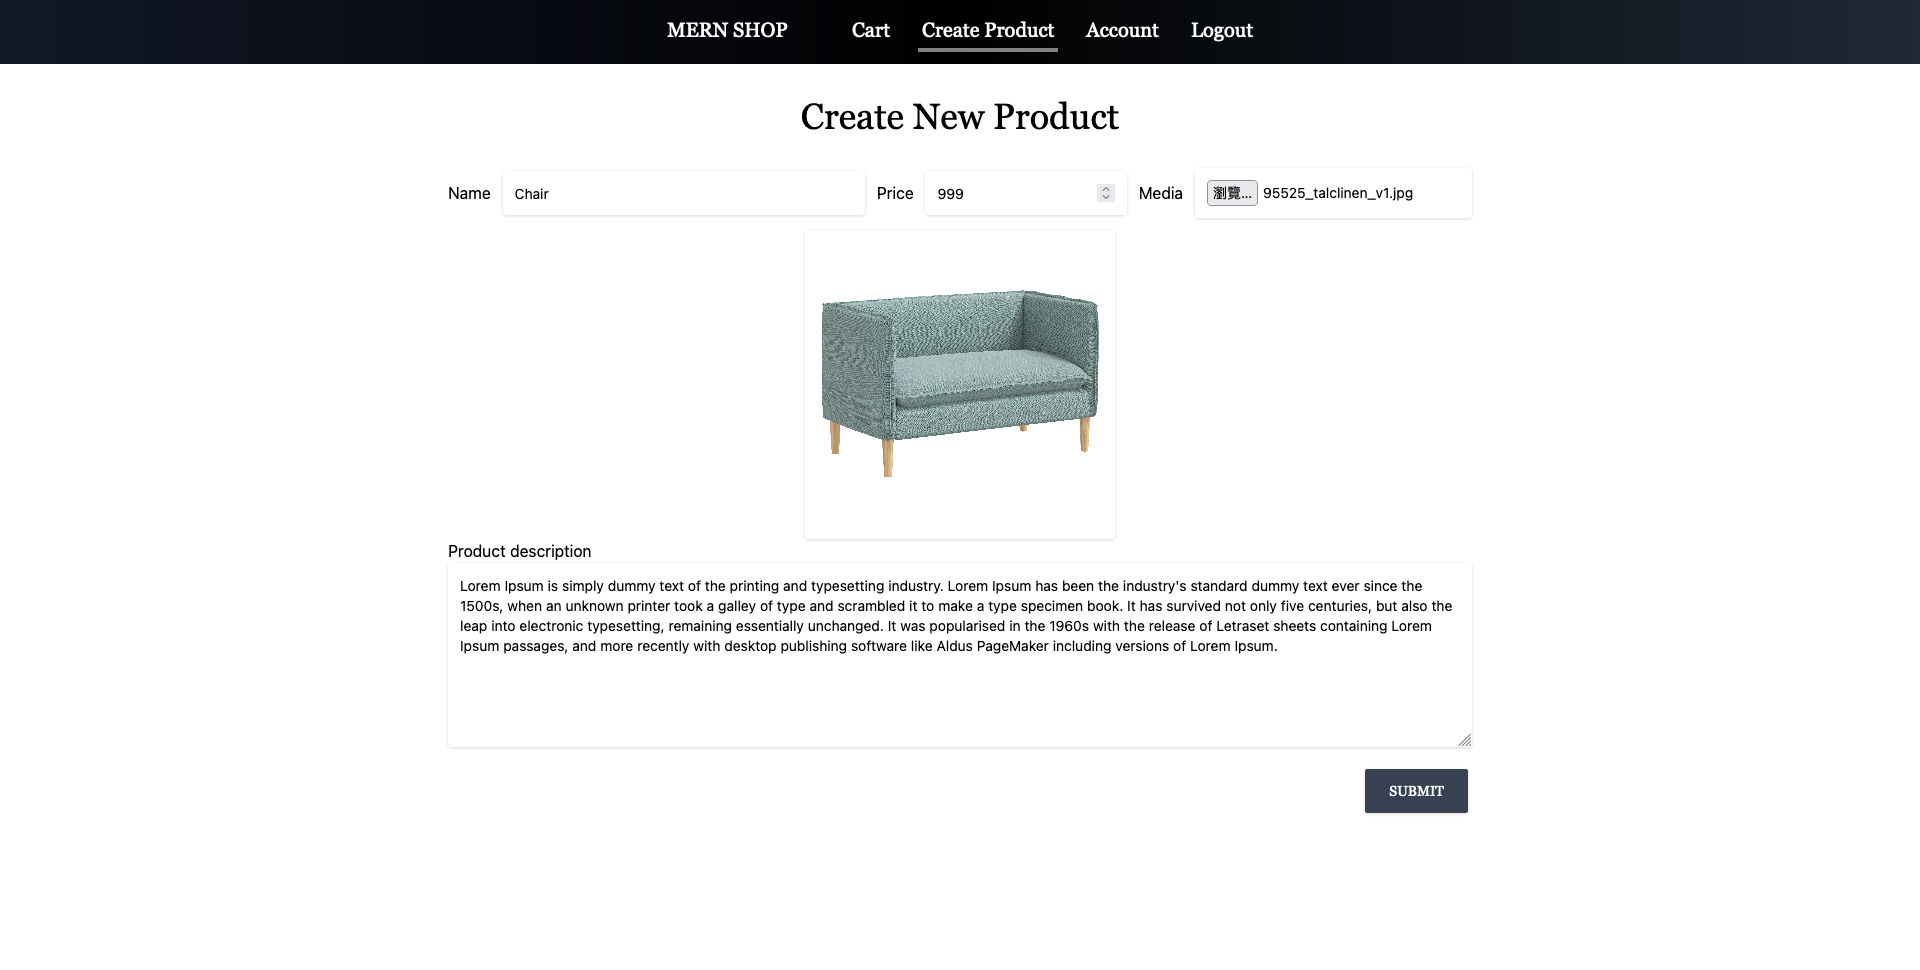 MERN SHOP Cart Create Product Account Logout
Create New Product
Name Chair Price 999 Media 瀏覽... 95525_talclinen_v1.jpg
Product description
Lorem Ipsum is simply dummy text of the printing and typesetting industry. Lorem Ipsum has been the industry's standard dummy text ever since the
1500s, when an unknown printer took a galley of type and scrambled it to make a type specimen book. It has survived not only five centuries, but also the
leap into electronic typesetting, remaining essentially unchanged. It was popularised in the 1960s with the release of Letraset sheets containing Lorem
Ipsum passages, and more recently with desktop publishing software like Aldus PageMaker including versions of Lorem Ipsum.
SUBMIT